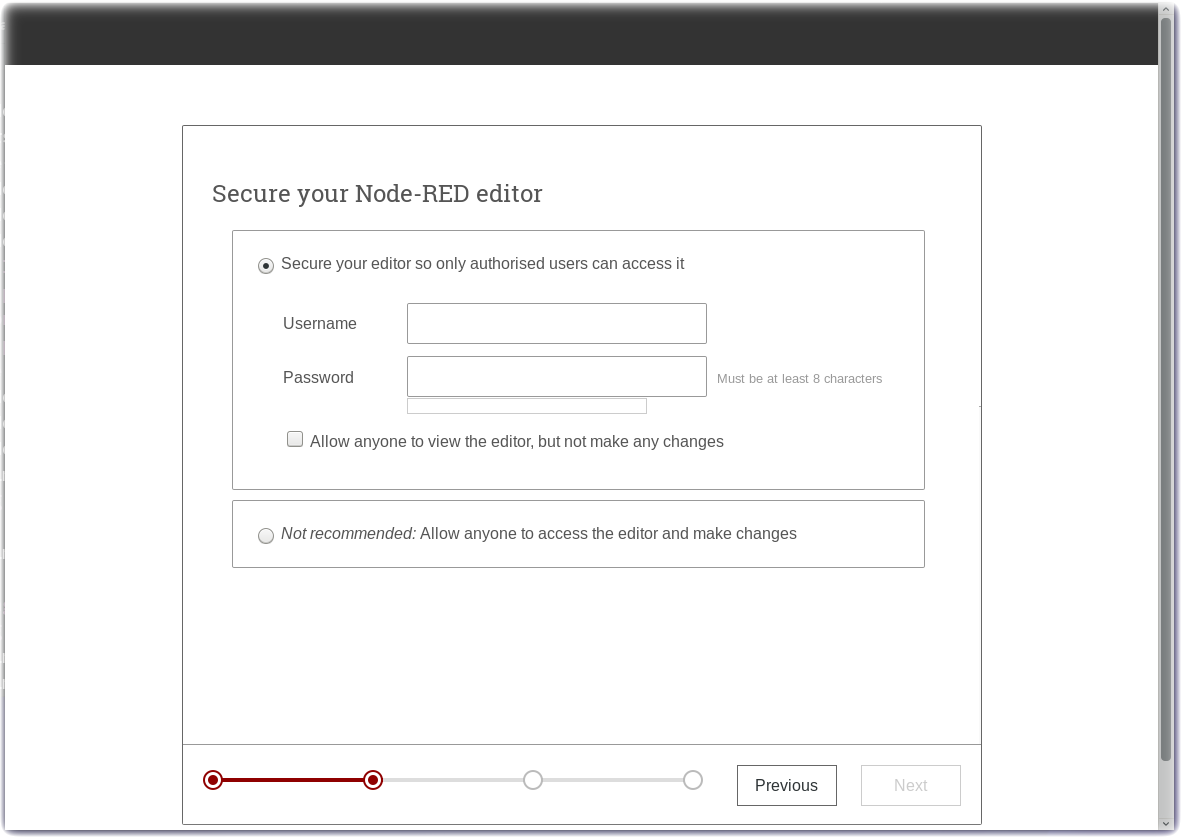 Secure your Node-RED editor
Secure your editor so only authorised users can access it
Username
Password
Must be at least 8 characters
Allow anyone to view the editor, but not make any changes
Not recommended: Allow anyone to access the editor and make changes
Previous
Next